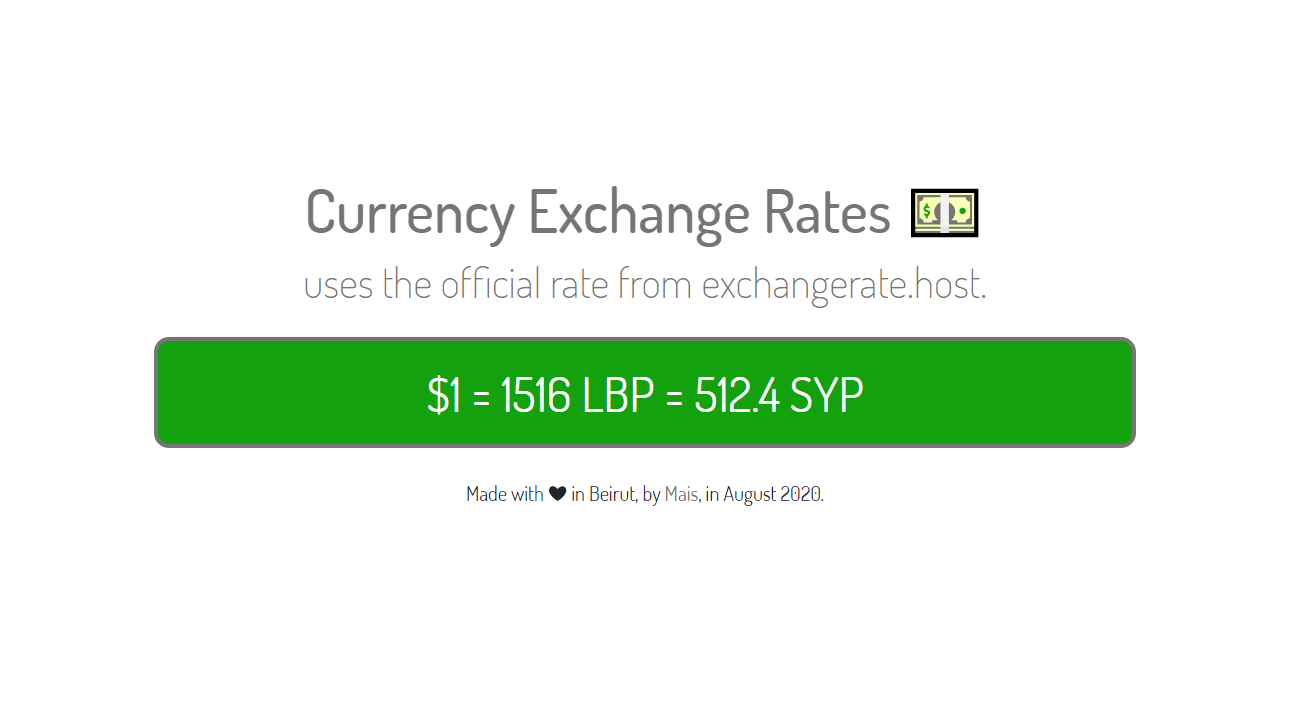 Currency Exchange Rates 💵
uses the official rate from exchangerate.host.
$1 = 1516 LBP = 512.4 SYP
Made with ♥ in Beirut, by Mais, in August 2020.